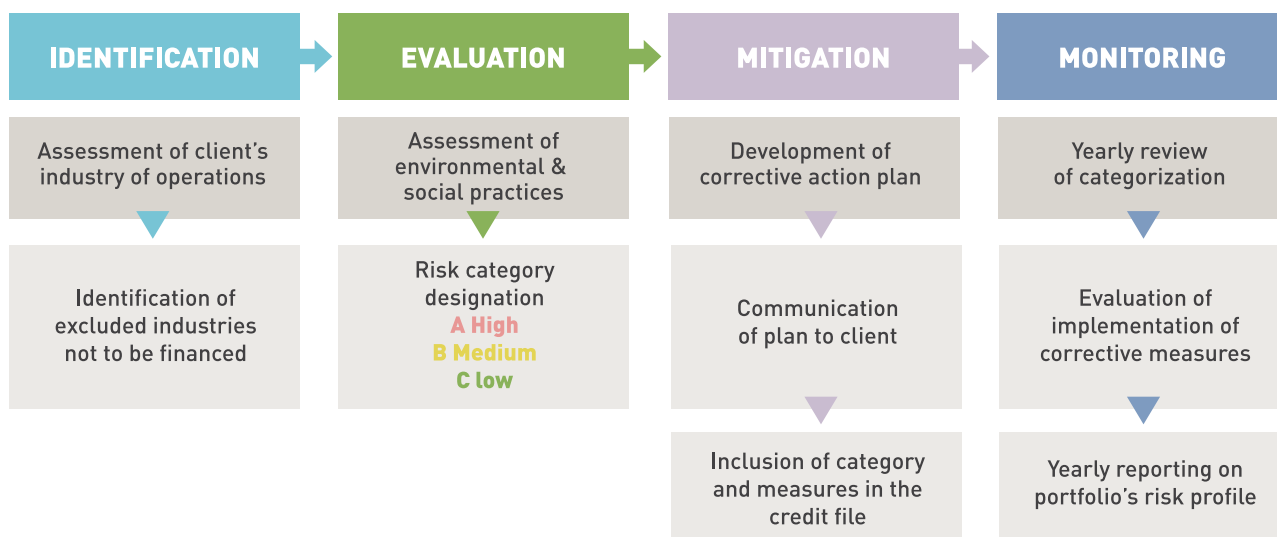 IDENTIFICATION
Assessment of client's
industry of operations
Identification of
excluded industries
not to be financed
EVALUATION
Assessment of
environmental &
social practices
Risk category
designation
A High
B Medium
C low
MITIGATION
Development of
corrective action plan
Communication
of plan to client
Inclusion of category
and measures in the
credit file
MONITORING
Yearly review
of categorization
Evaluation of
implementation of
corrective measures
Yearly reporting on
portfolio's risk profile